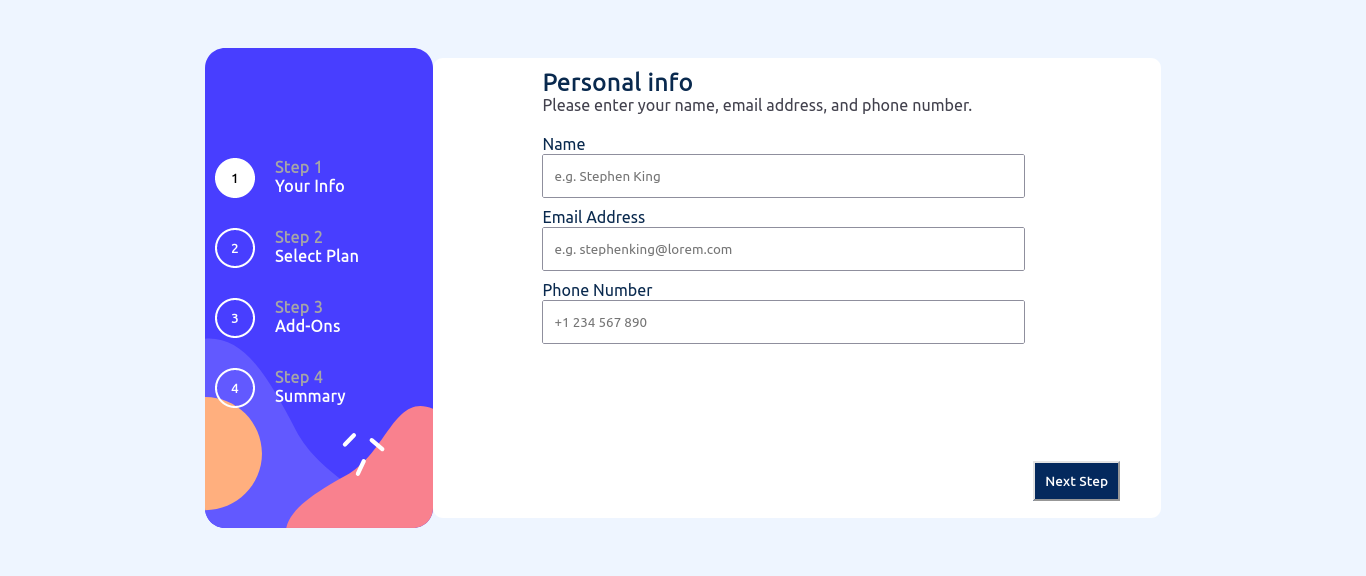 1
Step 1
Your Info
2
Step 2
Select Plan
3
Step 3
Add-Ons
4
Step 4
Summary
Personal info
Please enter your name, email address, and phone number.
Name
e.g. Stephen King
Email Address
e.g. stephenking@lorem.com
Phone Number
+1 234 567 890
Next Step